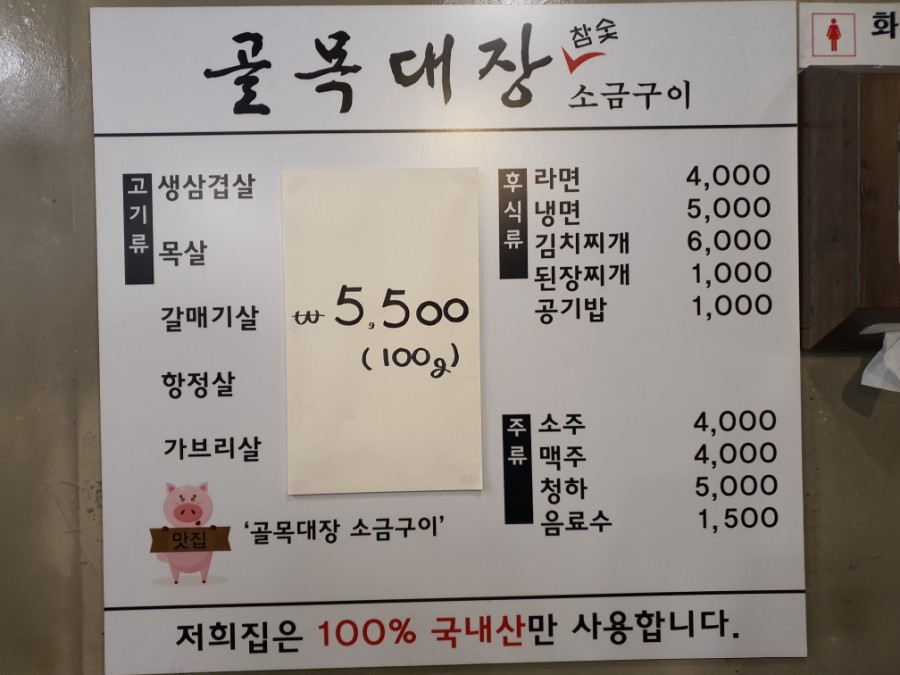 골목대장 참숯
소금구이
화
고기류
생삼겹살
목살
갈매기살
항정살
가브리살
₩5,500
(100g)
후식류
라면 4,000
냉면 5,000
김치찌개 6,000
된장찌개 1,000
공기밥 1,000
주류
소주 4,000
맥주 4,000
청하 5,000
음료수 1,500
맛집
'골목대장 소금구이'
저희집은 100% 국내산만 사용합니다.